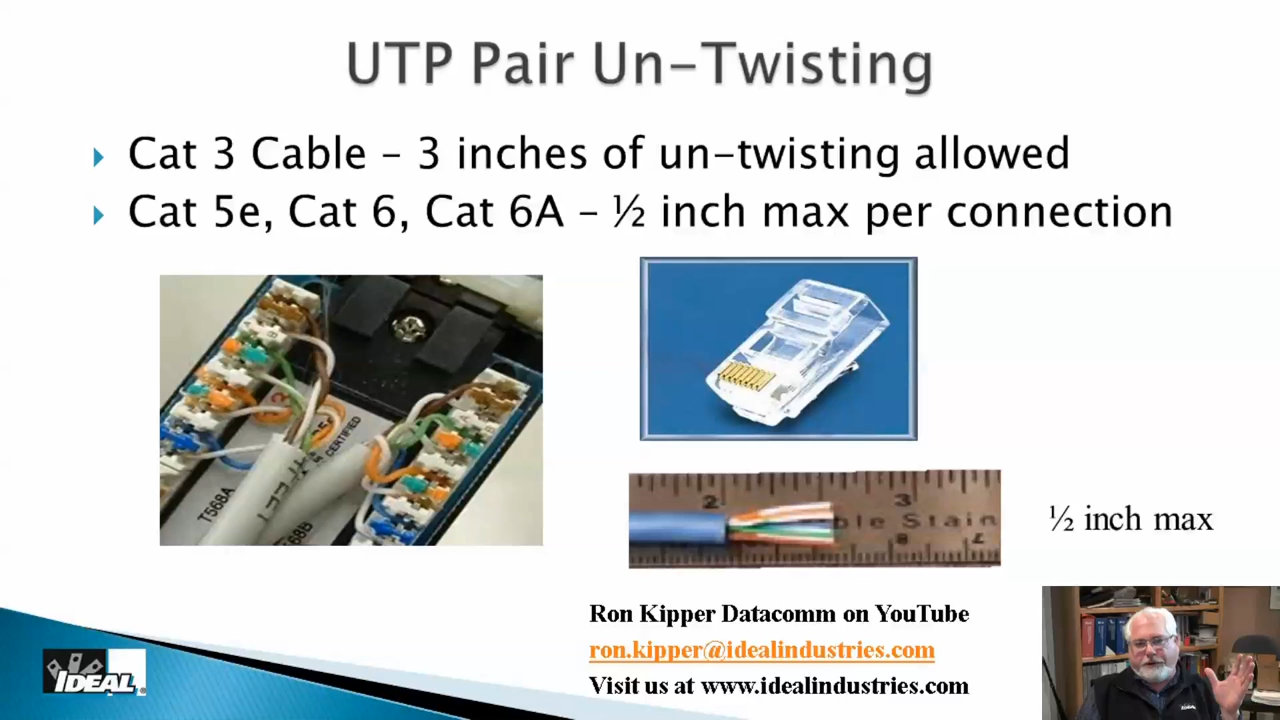 UTP Pair Un-Twisting
Cat 3 Cable – 3 inches of un-twisting allowed
Cat 5e, Cat 6, Cat 6A – ½ inch max per connection
CERTIFIED
T568A
T568B
2
3
8
7
½ inch max
Ron Kipper Datacomm on YouTube
ron.kipper@idealindustries.com
Visit us at www.idealindustries.com
IDEAL